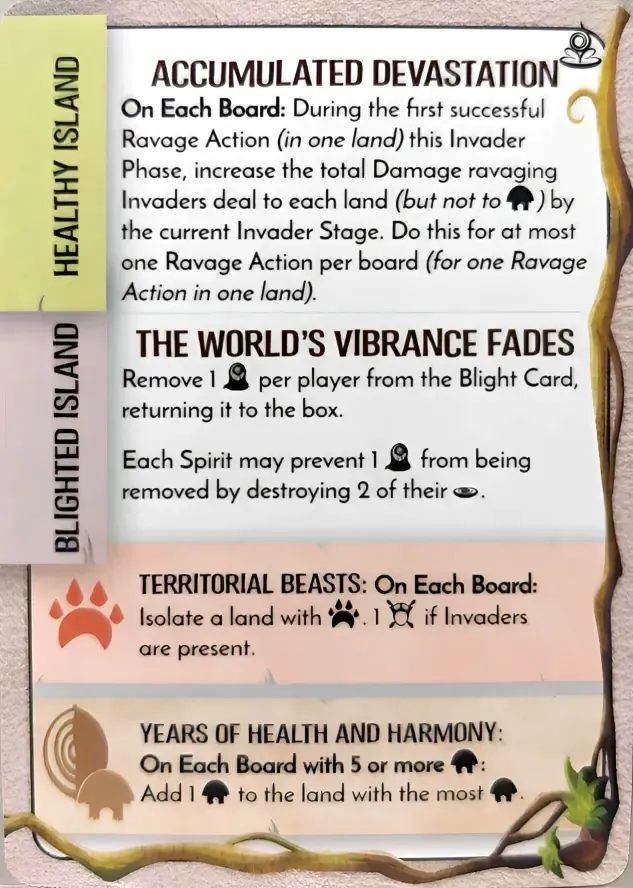 HEALTHY ISLAND
ACCUMULATED DEVASTATION
On Each Board: During the first successful
Ravage Action (in one land) this Invader
Phase, increase the total Damage ravaging
Invaders deal to each land (but not to ) by
the current Invader Stage. Do this for at most
one Ravage Action per board (for one Ravage
Action in one land).
BLIGHTED ISLAND
THE WORLD'S VIBRANCE FADES
Remove 1 per player from the Blight Card,
returning it to the box.
Each Spirit may prevent 1 from being
removed by destroying 2 of their .
TERRITORIAL BEASTS: On Each Board:
Isolate a land with . 1 if Invaders
are present.
YEARS OF HEALTH AND HARMONY:
On Each Board with 5 or more :
Add 1 to the land with the most .